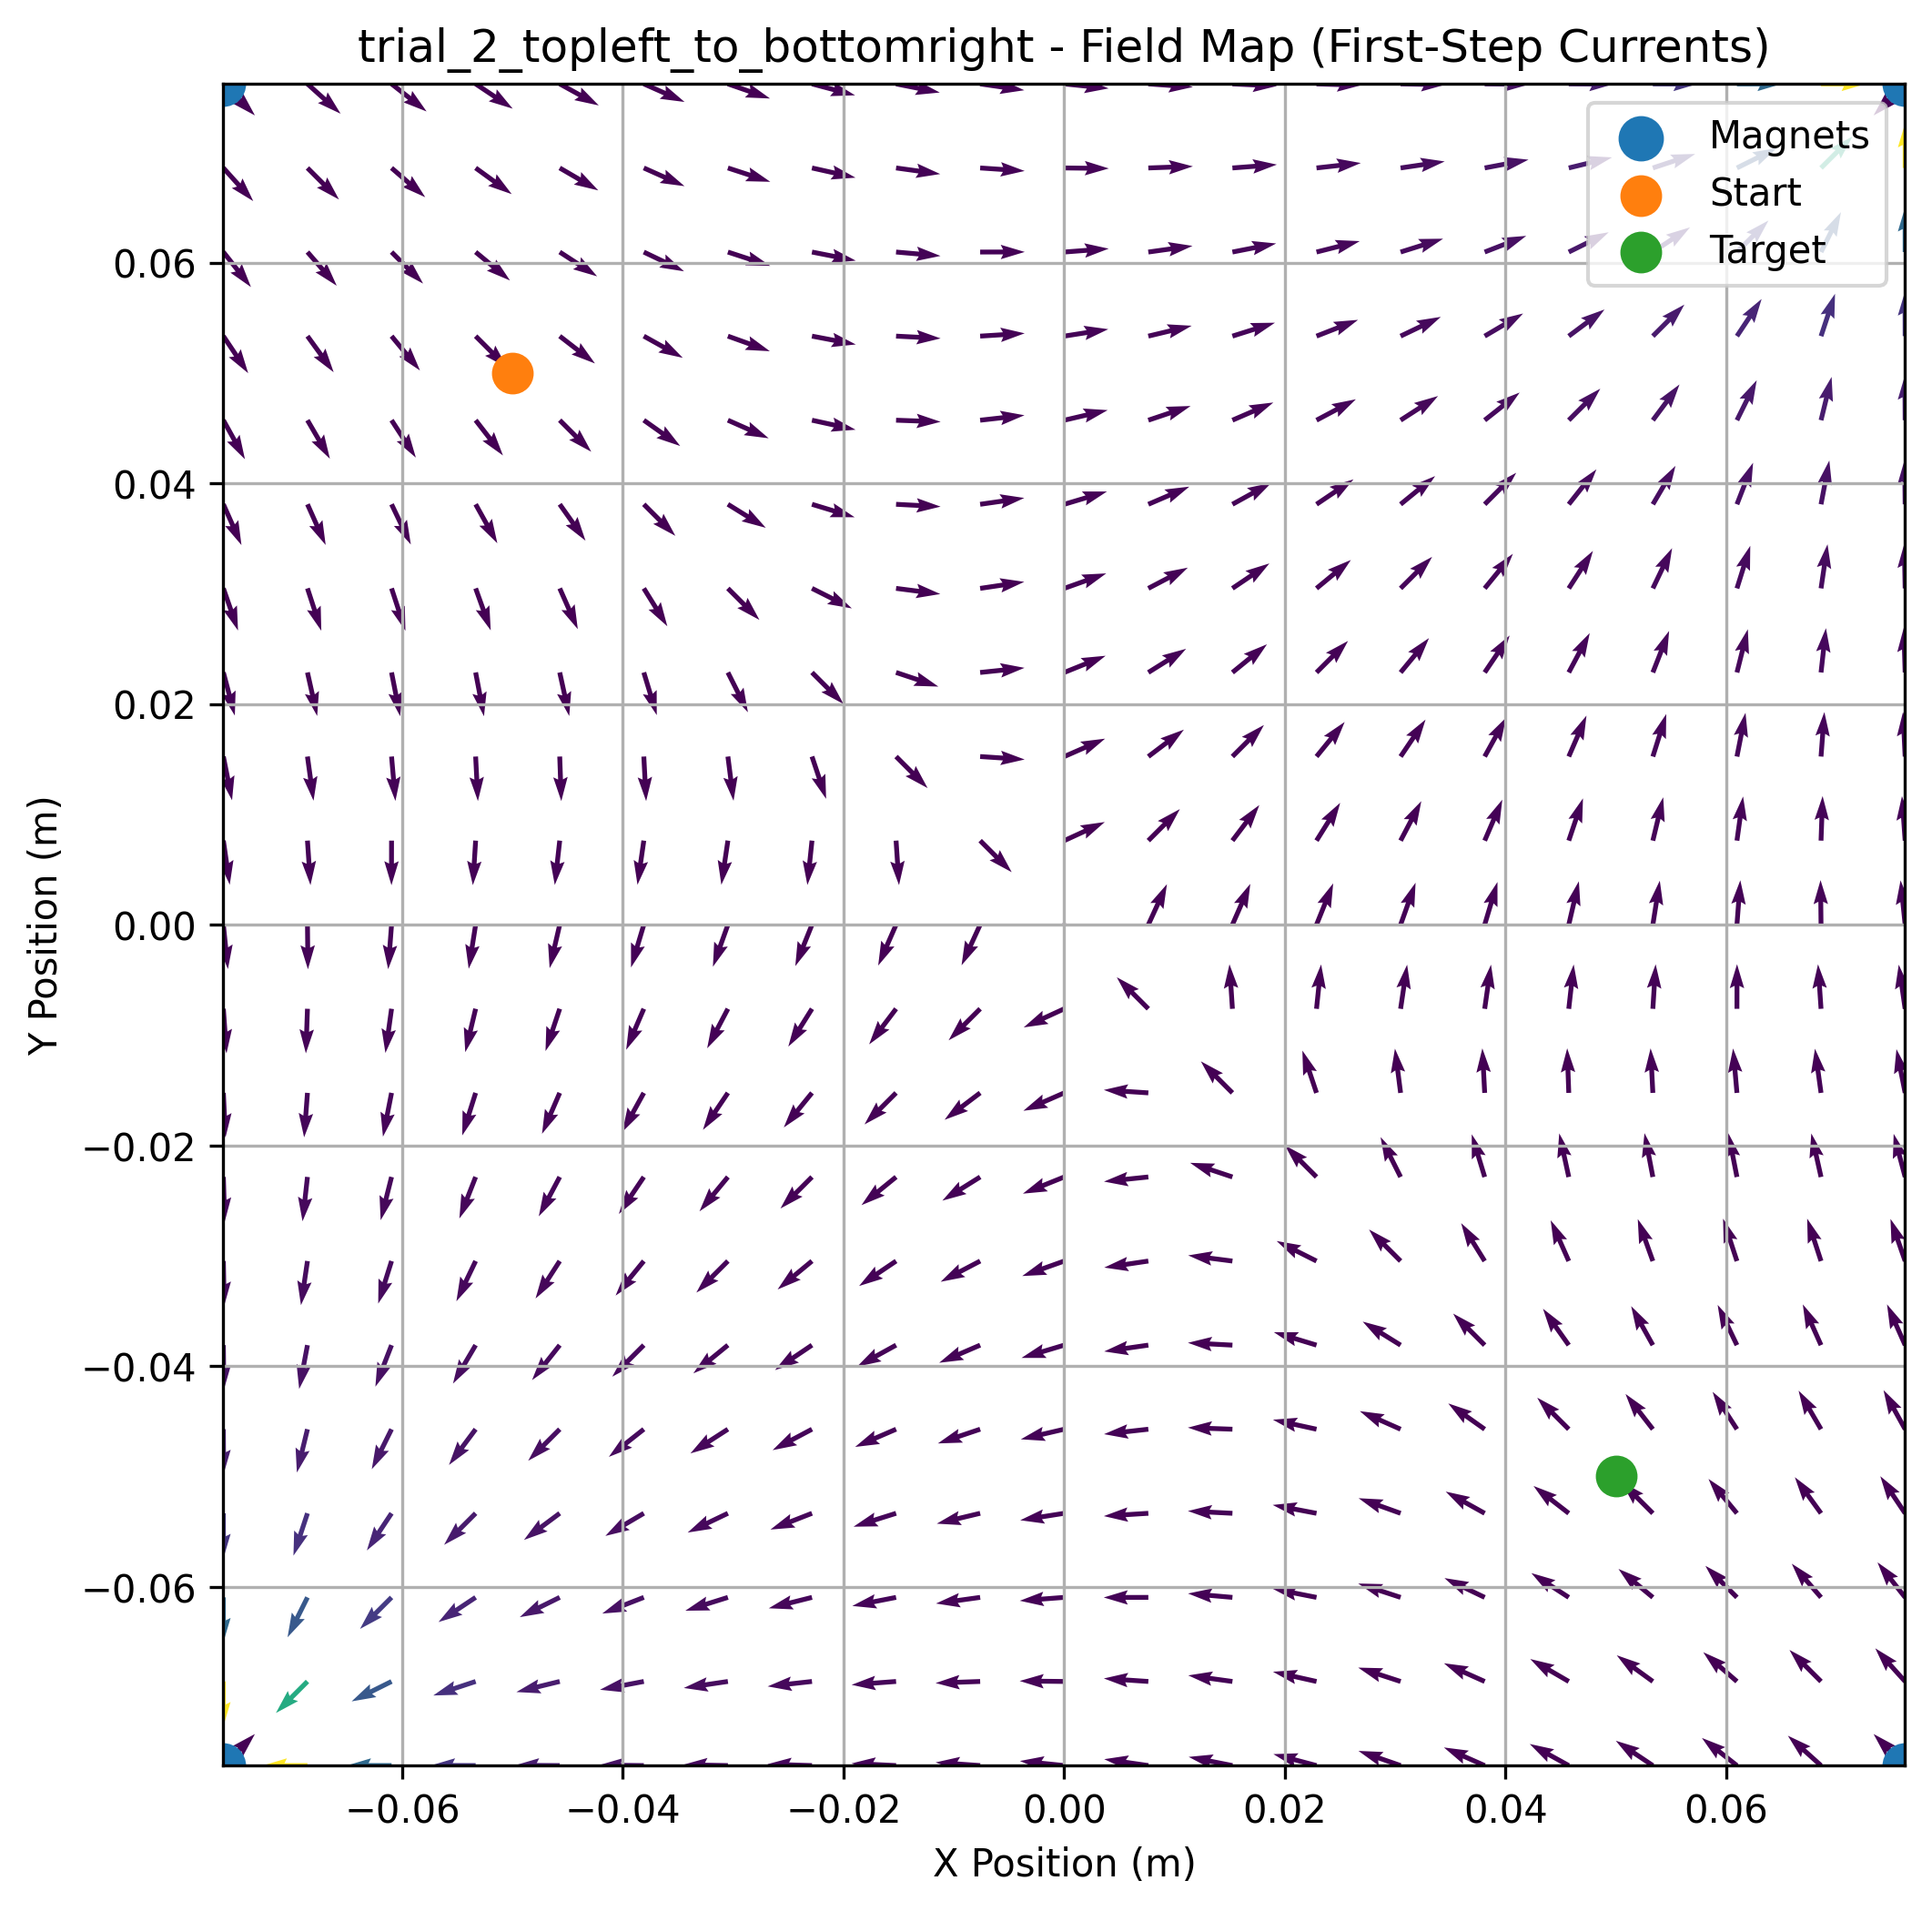 trial_2_topleft_to_bottomright - Field Map (First-Step Currents)
Magnets
Start
Target
0.06
0.04
0.02
0.00
−0.02
−0.04
−0.06
Y Position (m)
−0.06 −0.04 −0.02 0.00 0.02 0.04 0.06
X Position (m)